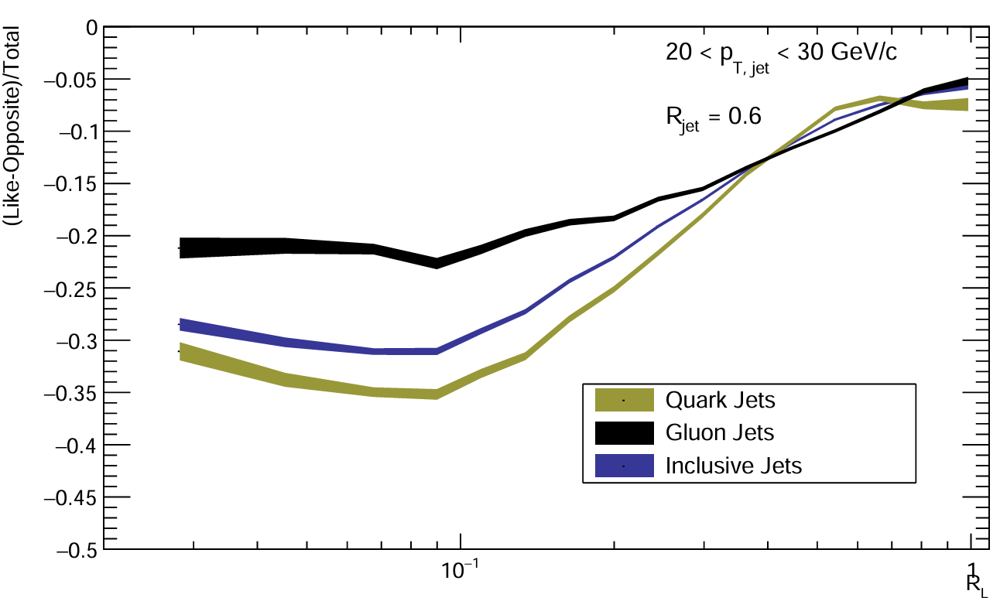 (Like-Opposite)/Total
0
−0.05
−0.1
−0.15
−0.2
−0.25
−0.3
−0.35
−0.4
−0.45
−0.5
20 < p_T, jet < 30 GeV/c
R_jet = 0.6
Quark Jets
Gluon Jets
Inclusive Jets
10^−1
1
R_L